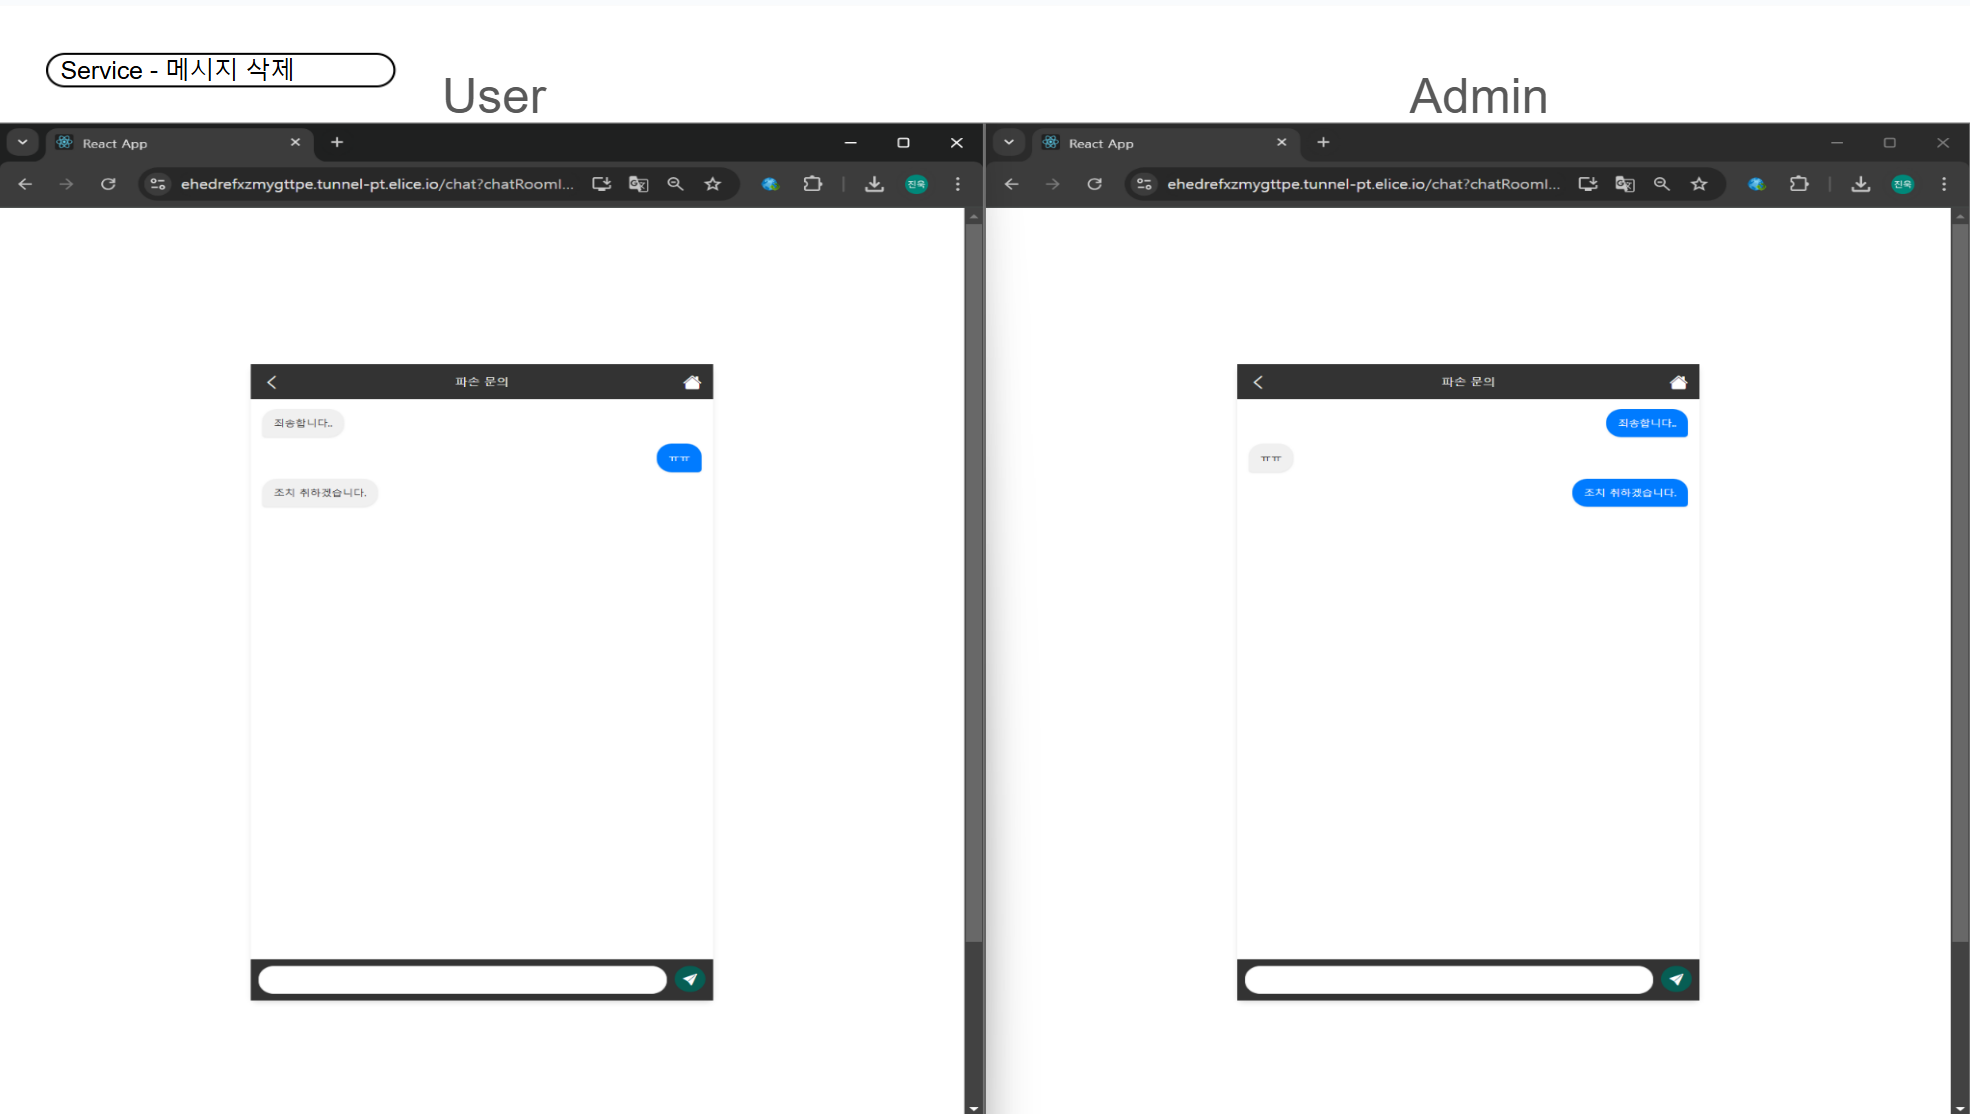 Service - 메시지 삭제
User
Admin
React App
ehedrefxzmygttpe.tunnel-pt.elice.io/chat?chatRoomI...
진욱
파손 문의
죄송합니다..
ㅠㅠ
조치 취하겠습니다.
React App
ehedrefxzmygttpe.tunnel-pt.elice.io/chat?chatRoomI...
진욱
파손 문의
죄송합니다..
ㅠㅠ
조치 취하겠습니다.